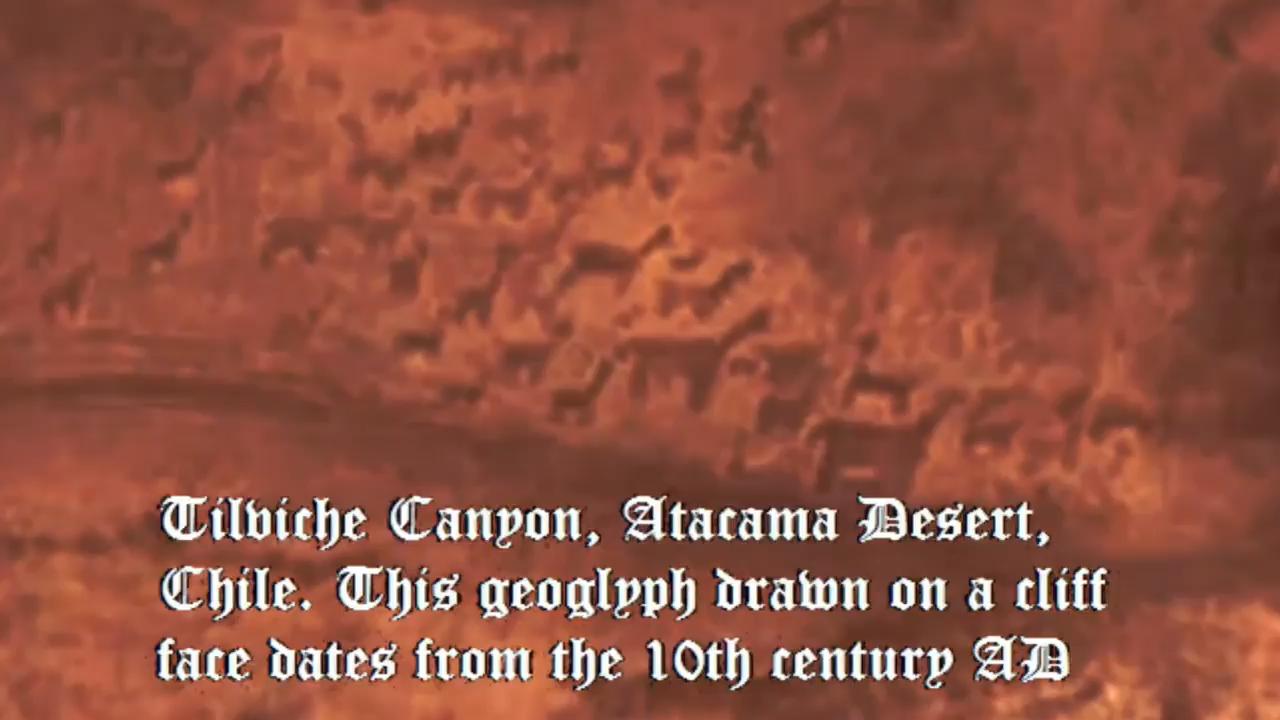 Tilviche Canyon, Atacama Desert,
Chile. This geoglyph drawn on a cliff
face dates from the 10th century AD